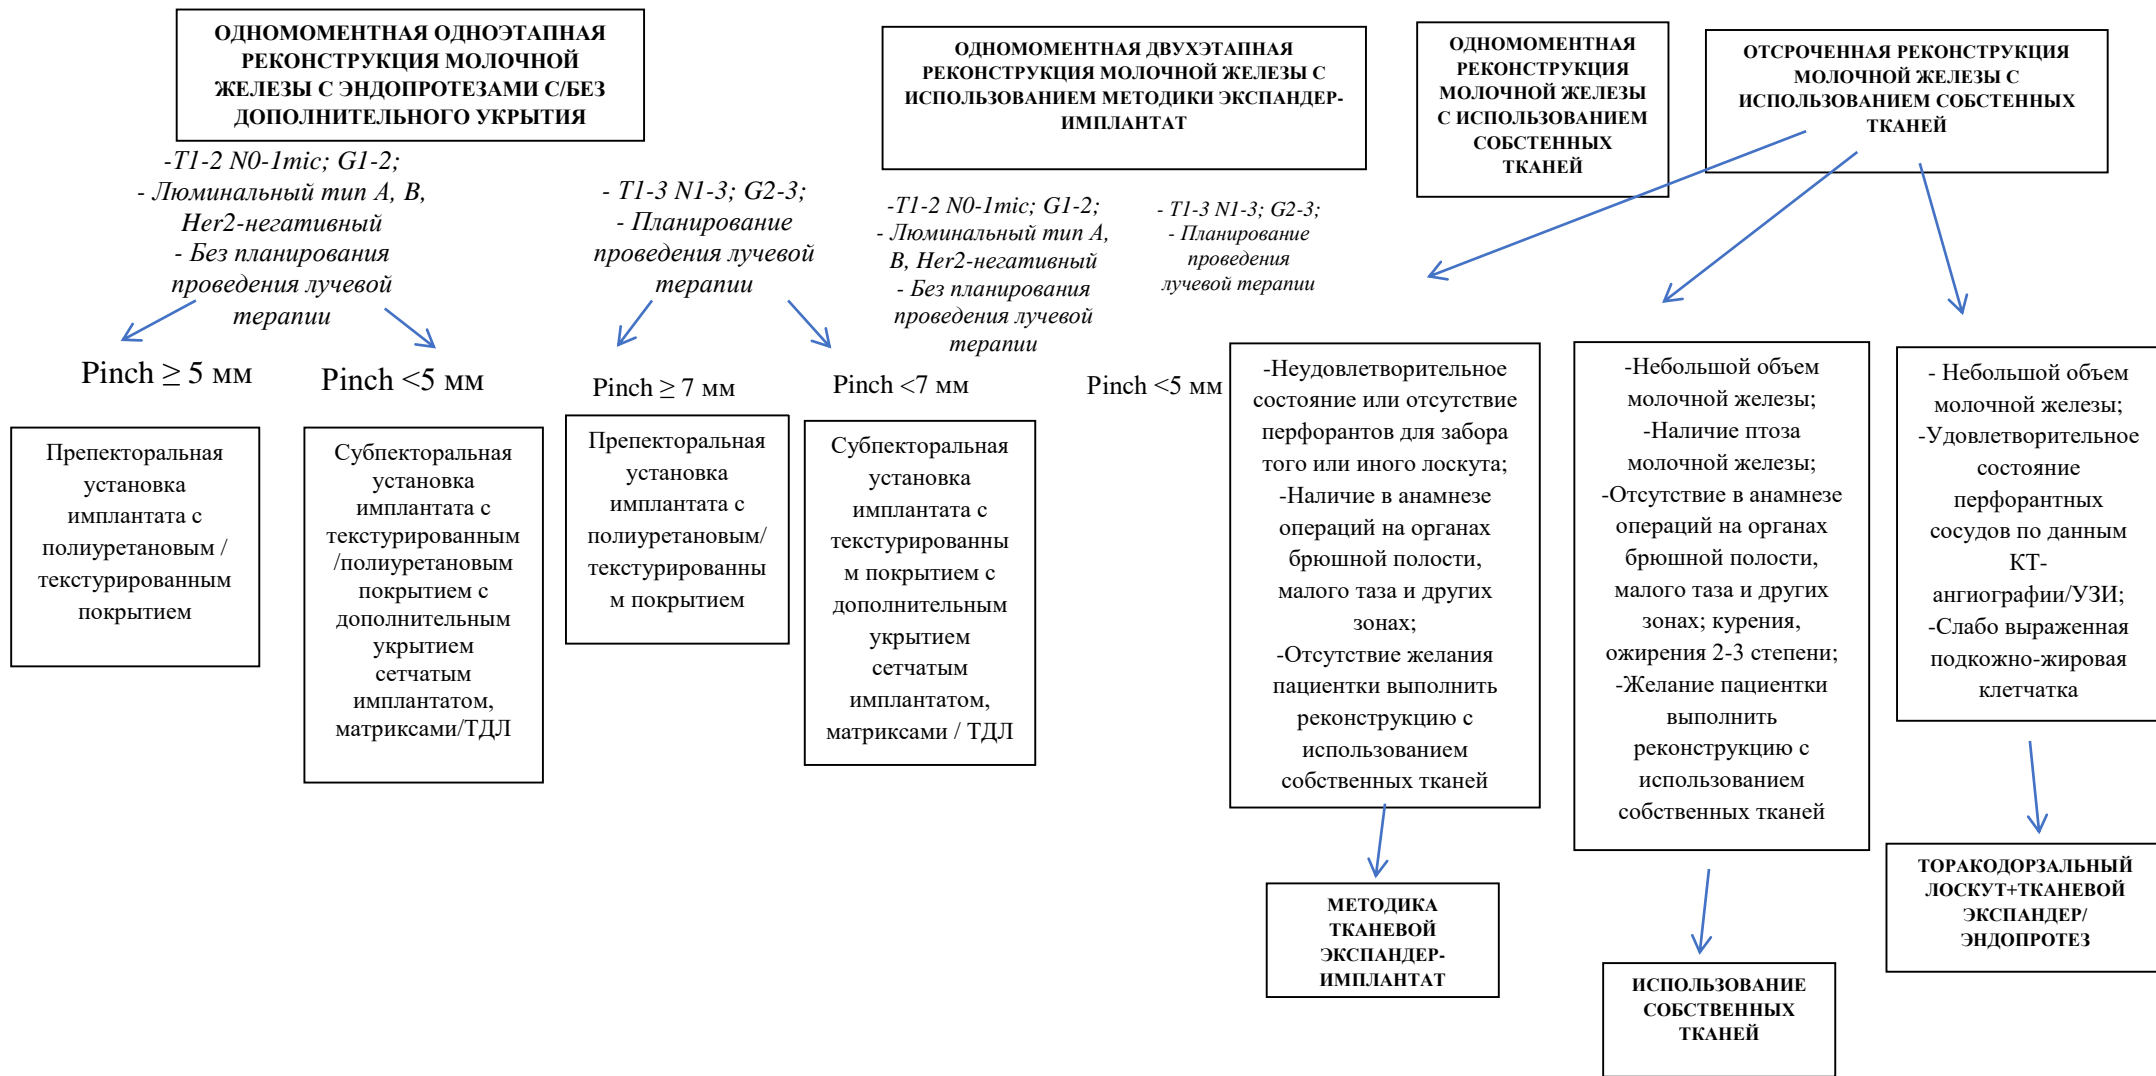 ОДНОМОМЕНТНАЯ ОДНОЭТАПНАЯ
РЕКОНСТРУКЦИЯ МОЛОЧНОЙ
ЖЕЛЕЗЫ С ЭНДОПРОТЕЗАМИ С/БЕЗ
ДОПОЛНИТЕЛЬНОГО УКРЫТИЯ
ОДНОМОМЕНТНАЯ ДВУХЭТАПНАЯ
РЕКОНСТРУКЦИЯ МОЛОЧНОЙ ЖЕЛЕЗЫ С
ИСПОЛЬЗОВАНИЕМ МЕТОДИКИ ЭКСПАНДЕР-
ИМПЛАНТАТ
ОДНОМОМЕНТНАЯ
РЕКОНСТРУКЦИЯ
МОЛОЧНОЙ ЖЕЛЕЗЫ
С ИСПОЛЬЗОВАНИЕМ
СОБСТЕННЫХ
ТКАНЕЙ
ОТСРОЧЕННАЯ РЕКОНСТРУКЦИЯ
МОЛОЧНОЙ ЖЕЛЕЗЫ С
ИСПОЛЬЗОВАНИЕМ СОБСТЕННЫХ
ТКАНЕЙ
-T1-2 N0-1mic; G1-2;
- Люминальный тип А, В,
Her2-негативный
- Без планирования
проведения лучевой
терапии
- T1-3 N1-3; G2-3;
- Планирование
проведения лучевой
терапии
-T1-2 N0-1mic; G1-2;
- Люминальный тип А,
В, Her2-негативный
- Без планирования
проведения лучевой
терапии
- T1-3 N1-3; G2-3;
- Планирование
проведения
лучевой терапии
Pinch ≥ 5 мм
Pinch <5 мм
Pinch ≥ 7 мм
Pinch <7 мм
Pinch <5 мм
Препекторальная
установка
имплантата с
полиуретановым /
текстурированным
покрытием
Субпекторальная
установка
имплантата с
текстурированным
/полиуретановым
покрытием с
дополнительным
укрытием
сетчатым
имплантатом,
матриксами/ТДЛ
Препекторальная
установка
имплантата с
полиуретановым/
текстурированны
м покрытием
Субпекторальная
установка
имплантата с
текстурированны
м покрытием с
дополнительным
укрытием
сетчатым
имплантатом,
матриксами / ТДЛ
-Неудовлетворительное
состояние или отсутствие
перфорантов для забора
того или иного лоскута;
-Наличие в анамнезе
операций на органах
брюшной полости,
малого таза и других
зонах;
-Отсутствие желания
пациентки выполнить
реконструкцию с
использованием
собственных тканей
-Небольшой объем
молочной железы;
-Наличие птоза
молочной железы;
-Отсутствие в анамнезе
операций на органах
брюшной полости,
малого таза и других
зонах; курения,
ожирения 2-3 степени;
-Желание пациентки
выполнить
реконструкцию с
использованием
собственных тканей
- Небольшой объем
молочной железы;
-Удовлетворительное
состояние
перфорантных
сосудов по данным
КТ-
ангиографии/УЗИ;
-Слабо выраженная
подкожно-жировая
клетчатка
МЕТОДИКА
ТКАНЕВОЙ
ЭКСПАНДЕР-
ИМПЛАНТАТ
ИСПОЛЬЗОВАНИЕ
СОБСТВЕННЫХ
ТКАНЕЙ
ТОРАКОДОРЗАЛЬНЫЙ
ЛОСКУТ+ТКАНЕВОЙ
ЭКСПАНДЕР/
ЭНДОПРОТЕЗ